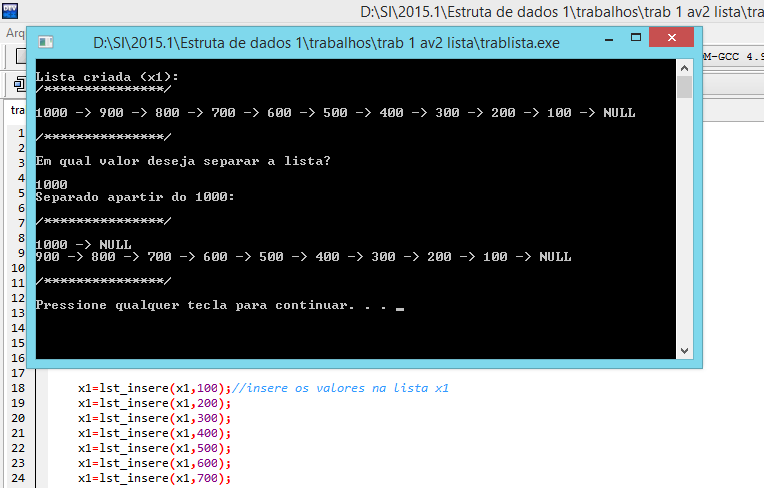 D:\SI\2015.1\Estruta de dados 1\trabalhos\trab 1 av2 lista\tra
Arq
D:\SI\2015.1\Estruta de dados 1\trabalhos\trab 1 av2 lista\trablista.exe
DM-GCC 4.9
tra
Lista criada (x1):
/***************/
1000 -> 900 -> 800 -> 700 -> 600 -> 500 -> 400 -> 300 -> 200 -> 100 -> NULL
/***************/
Em qual valor deseja separar a lista?
1000
Separado apartir do 1000:
/***************/
1000 -> NULL
900 -> 800 -> 700 -> 600 -> 500 -> 400 -> 300 -> 200 -> 100 -> NULL
/***************/
Pressione qualquer tecla para continuar. . . _
1
2
3
4
5
6
7
8
9
10
11
12
13
14
15
16
17
18 x1=lst_insere(x1,100);//insere os valores na lista x1
19 x1=lst_insere(x1,200);
20 x1=lst_insere(x1,300);
21 x1=lst_insere(x1,400);
22 x1=lst_insere(x1,500);
23 x1=lst_insere(x1,600);
24 x1=lst_insere(x1,700);